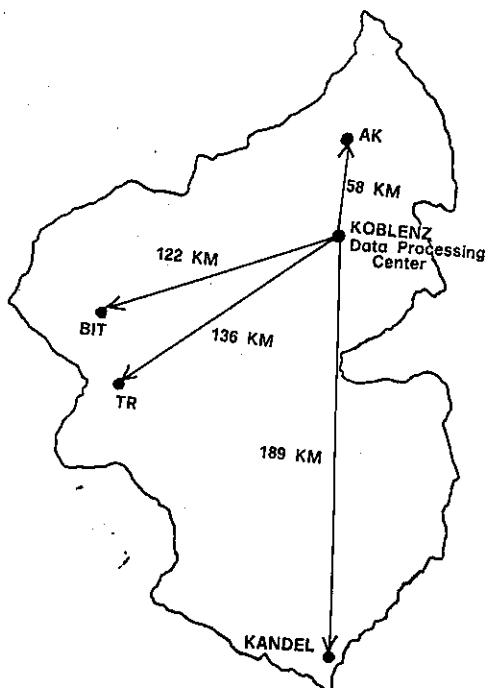 AK
58 KM
KOBLENZ
Data Processing
Center
122 KM
BIT
136 KM
TR
189 KM
KANDEL